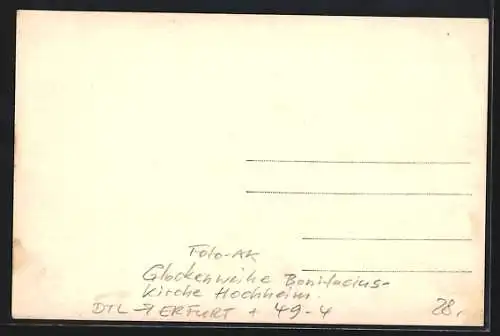 Foto-AK
Glockenweihe Bonifacius-
Kirche Hochheim.
DTL → ERFURT + 49-4
28.